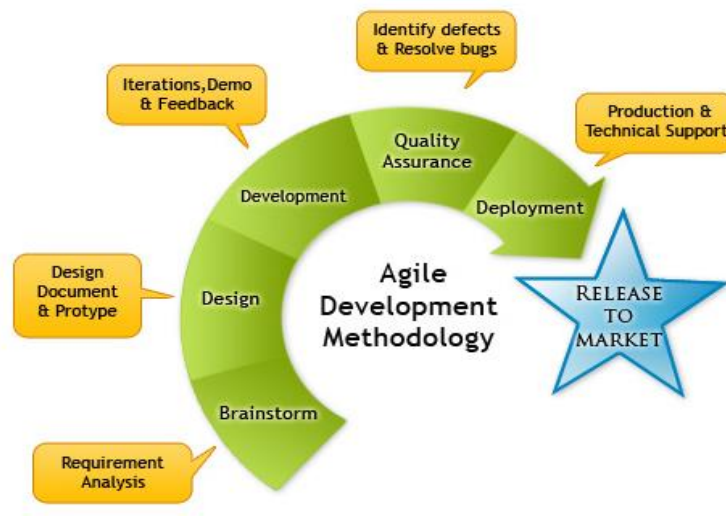 Identify defects
& Resolve bugs
Iterations,Demo
& Feedback
Production &
Technical Support
Quality
Assurance
Development
Deployment
Design
Document
& Protype
Design
Agile
Development
Methodology
RELEASE
TO
MARKET
Brainstorm
Requirement
Analysis